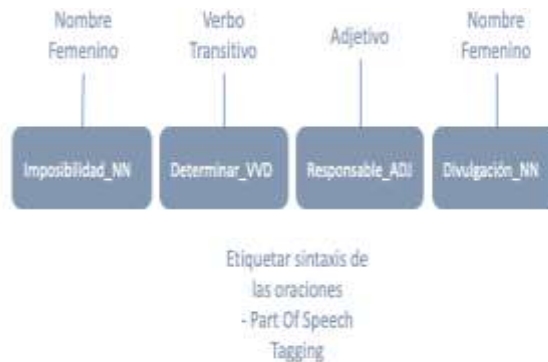 Nombre
Femenino
Verbo
Transitivo
Adjetivo
Nombre
Femenino
Imposibilidad_NN
Determinar_VVD
Responsable_ADJ
Divulgación_NN
Etiquetar sintaxis de
las oraciones
- Part Of Speech
Tagging